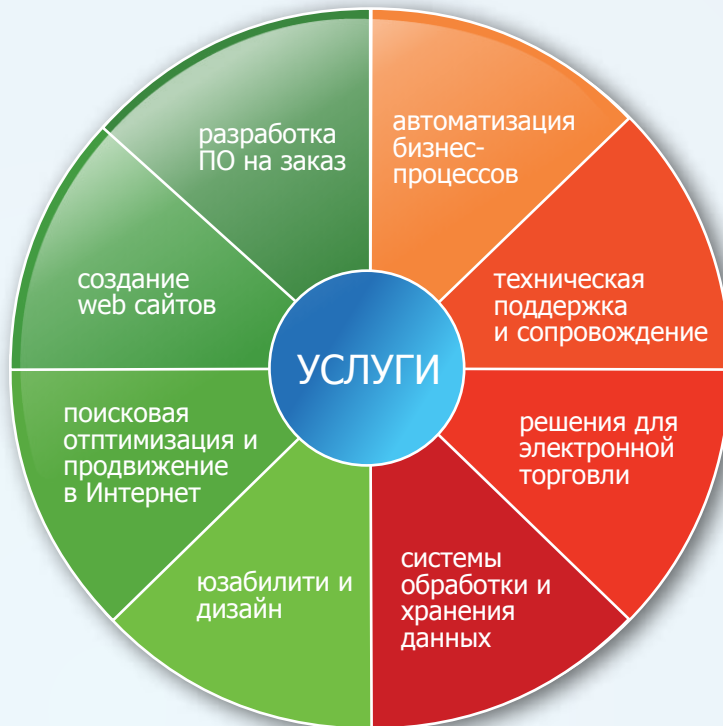 разработка
ПО на заказ
автоматизация
бизнес-
процессов
создание
web сайтов
техническая
поддержка
и сопровождение
УСЛУГИ
поисковая
отптимизация и
продвижение
в Интернет
решения для
электронной
торговли
юзабилити и
дизайн
системы
обработки и
хранения
данных